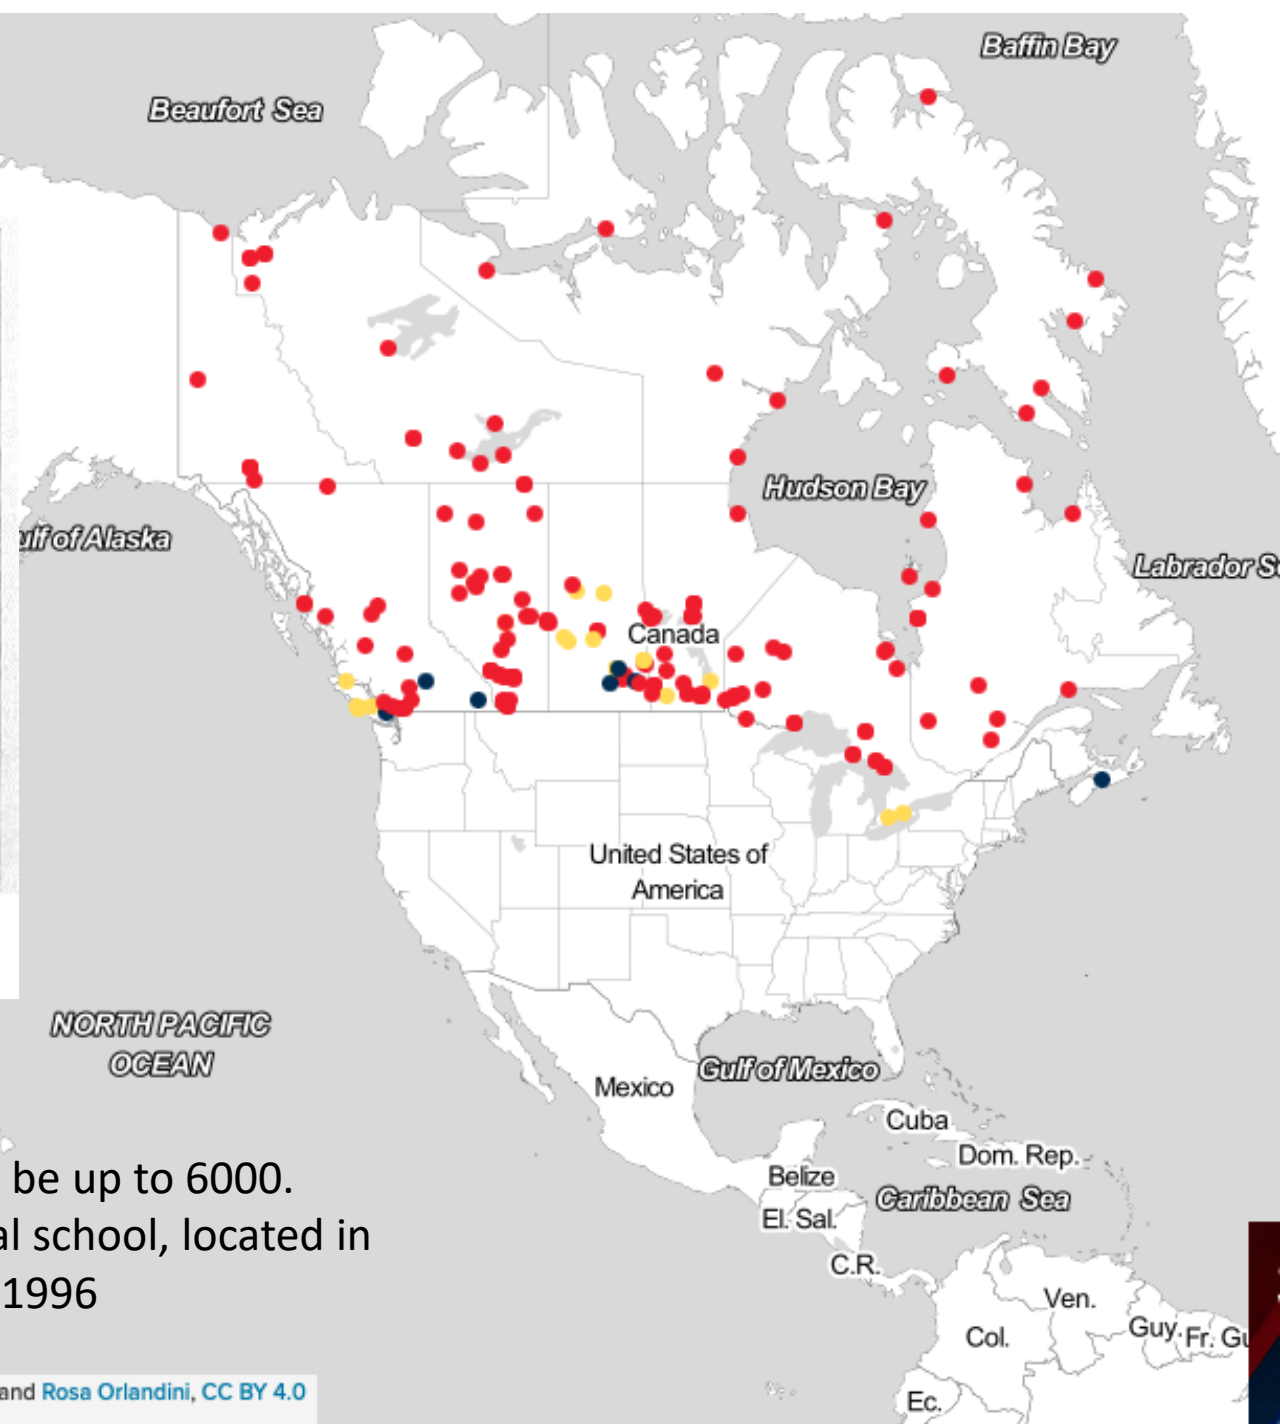 Baffin Bay
Beaufort Sea
Hudson Bay
ulf of Alaska
Labrador Se
Canada
United States of
America
NORTH PACIFIC
OCEAN
Gulf of Mexico
Mexico
Cuba
Dom. Rep.
be up to 6000.
Belize
Caribbean Sea
El. Sal.
al school, located in
C.R.
1996
Ven.
Guy.
Fr. Gu
Col.
and Rosa Orlandini, CC BY 4.0
Ec.